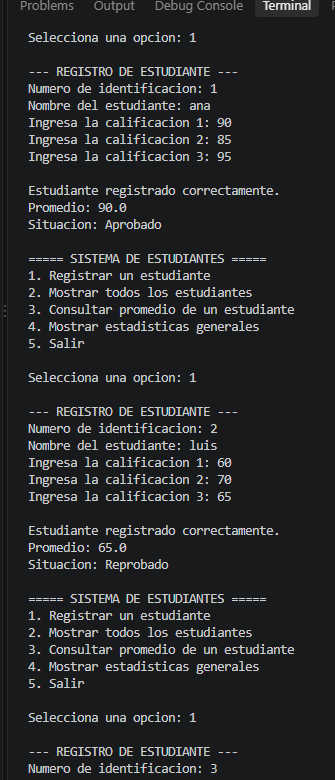 Problems Output Debug Console Terminal
Selecciona una opcion: 1
--- REGISTRO DE ESTUDIANTE ---
Numero de identificacion: 1
Nombre del estudiante: ana
Ingresa la calificacion 1: 90
Ingresa la calificacion 2: 85
Ingresa la calificacion 3: 95
Estudiante registrado correctamente.
Promedio: 90.0
Situacion: Aprobado
===== SISTEMA DE ESTUDIANTES =====
1. Registrar un estudiante
2. Mostrar todos los estudiantes
3. Consultar promedio de un estudiante
4. Mostrar estadisticas generales
5. Salir
Selecciona una opcion: 1
--- REGISTRO DE ESTUDIANTE ---
Numero de identificacion: 2
Nombre del estudiante: luis
Ingresa la calificacion 1: 60
Ingresa la calificacion 2: 70
Ingresa la calificacion 3: 65
Estudiante registrado correctamente.
Promedio: 65.0
Situacion: Reprobado
===== SISTEMA DE ESTUDIANTES =====
1. Registrar un estudiante
2. Mostrar todos los estudiantes
3. Consultar promedio de un estudiante
4. Mostrar estadisticas generales
5. Salir
Selecciona una opcion: 1
--- REGISTRO DE ESTUDIANTE ---
Numero de identificacion: 3